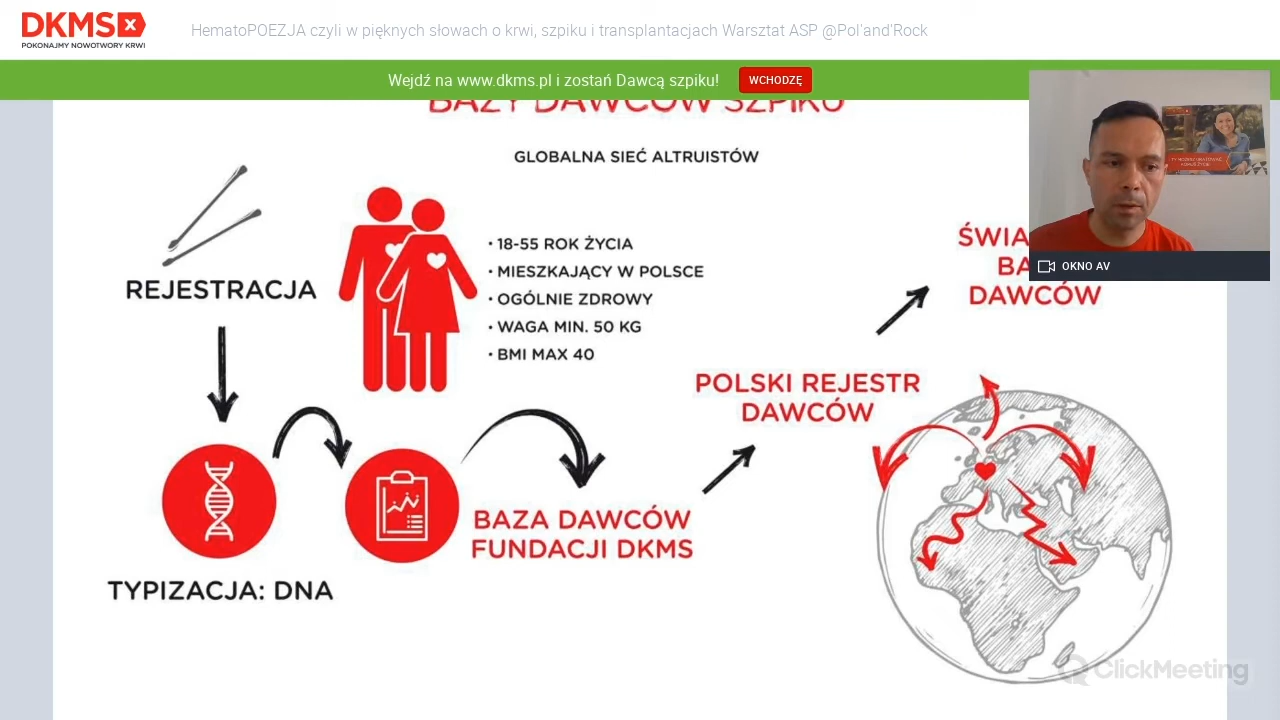 DKMS
POKONAJMY NOWOTWORY KRWI
HematoPOEZJA czyli w pięknych słowach o krwi, szpiku i transplantacjach Warsztat ASP @Pol'and'Rock
Wejdź na www.dkms.pl i zostań Dawcą szpiku!
WCHODZĘ
BAZY DAWCÓW SZPIKU
GLOBALNA SIEĆ ALTRUISTÓW
REJESTRACJA
• 18-55 ROK ŻYCIA
• MIESZKAJĄCY W POLSCE
• OGÓLNIE ZDROWY
• WAGA MIN. 50 KG
• BMI MAX 40
OKNO AV
DAWCÓW
POLSKI REJESTR
DAWCÓW
BAZA DAWCÓW
FUNDACJI DKMS
TYPIZACJA: DNA
ClickMeeting